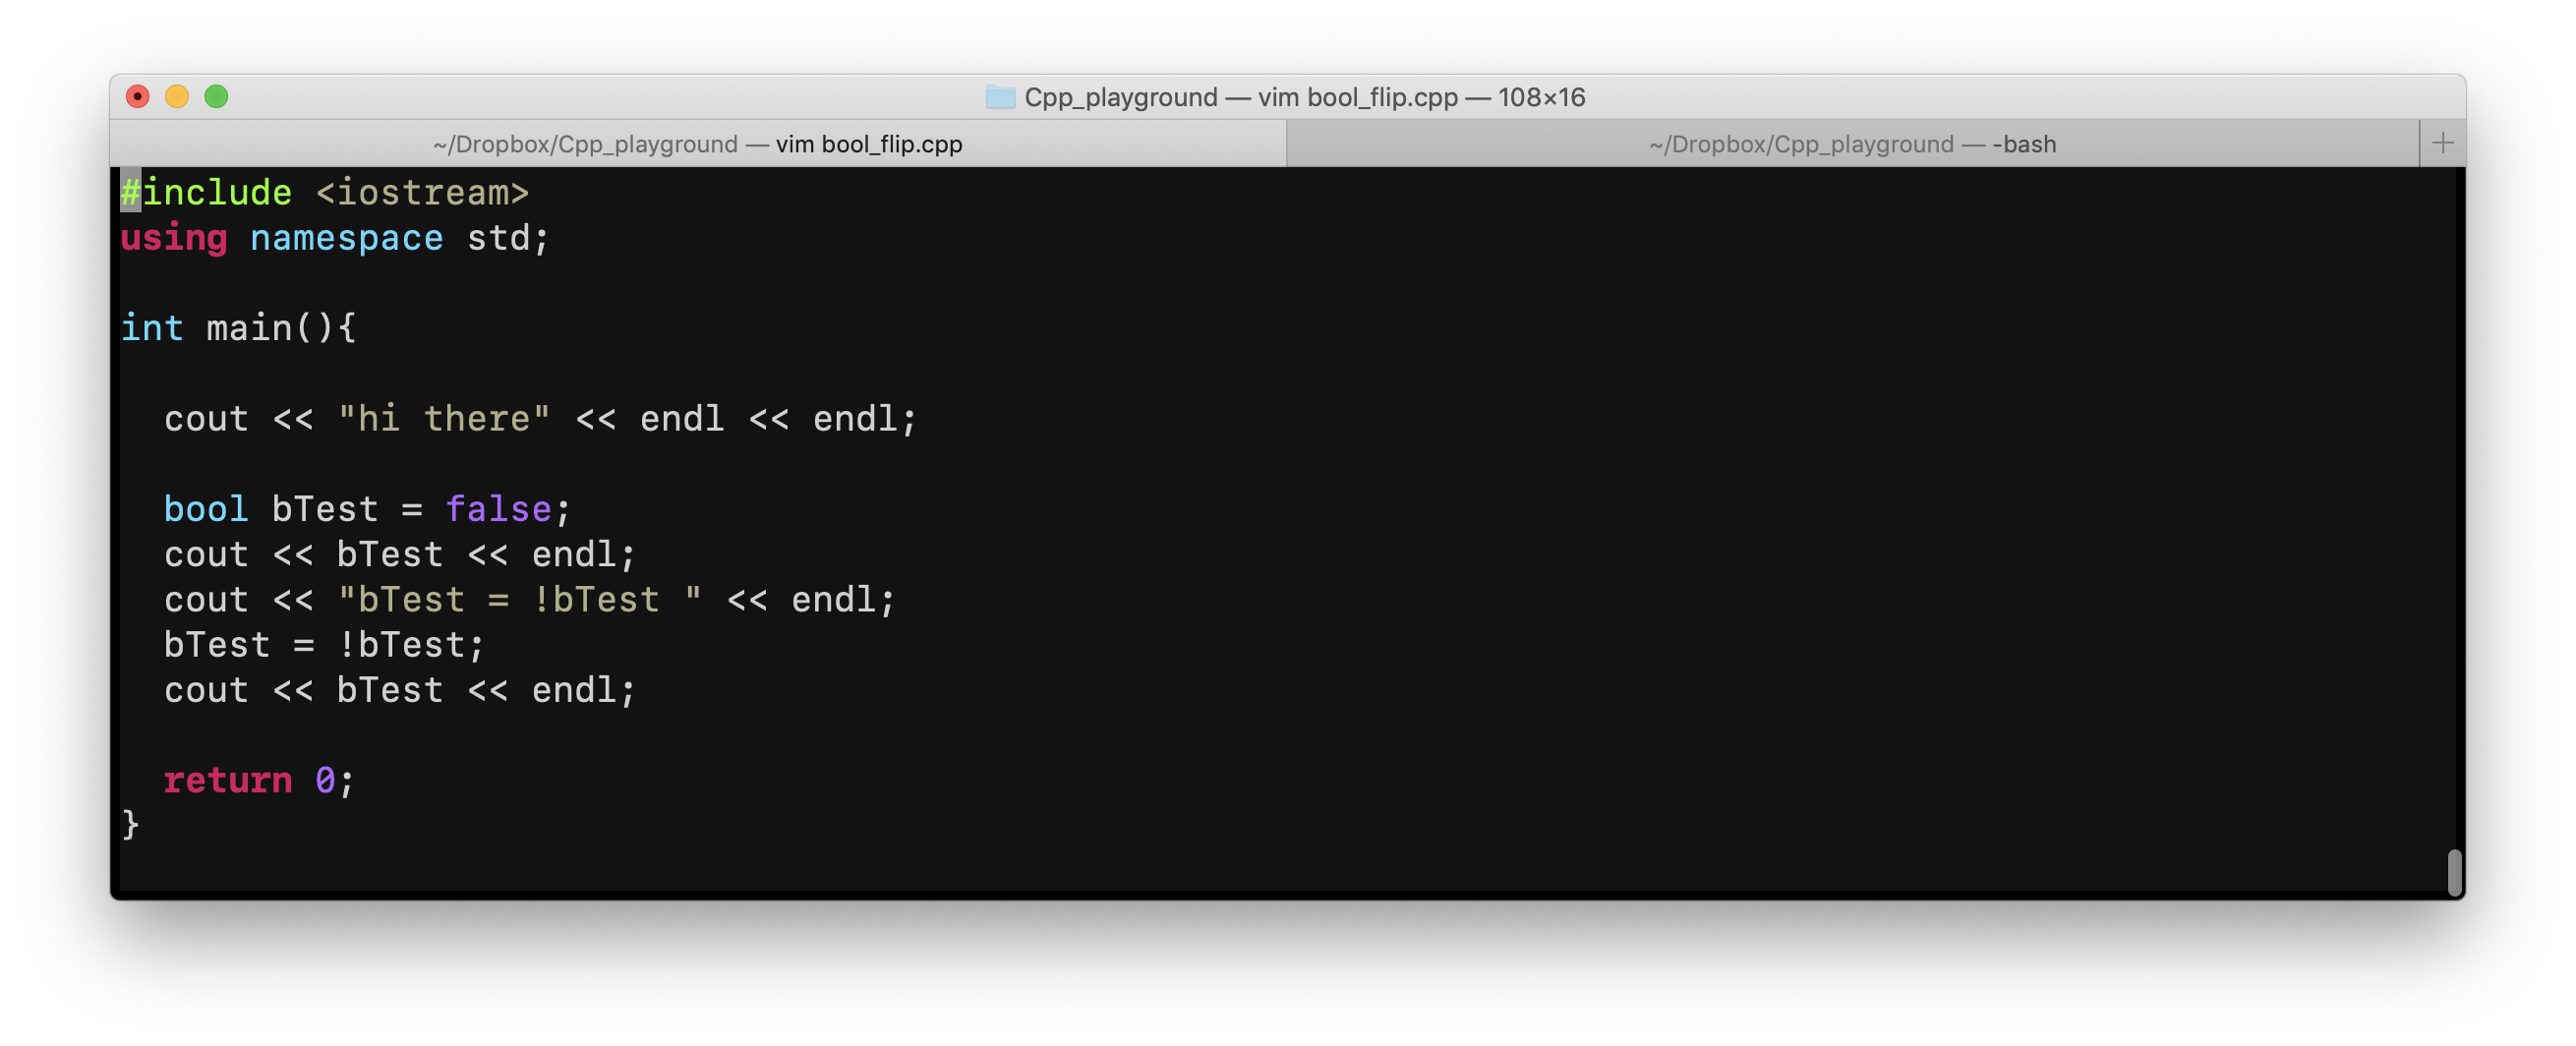 Cpp_playground — vim bool_flip.cpp — 108×16
~/Dropbox/Cpp_playground — vim bool_flip.cpp
~/Dropbox/Cpp_playground — -bash
#include <iostream>
using namespace std;
int main(){
  cout << "hi there" << endl << endl;
  bool bTest = false;
  cout << bTest << endl;
  cout << "bTest = !bTest " << endl;
  bTest = !bTest;
  cout << bTest << endl;
  return 0;
}